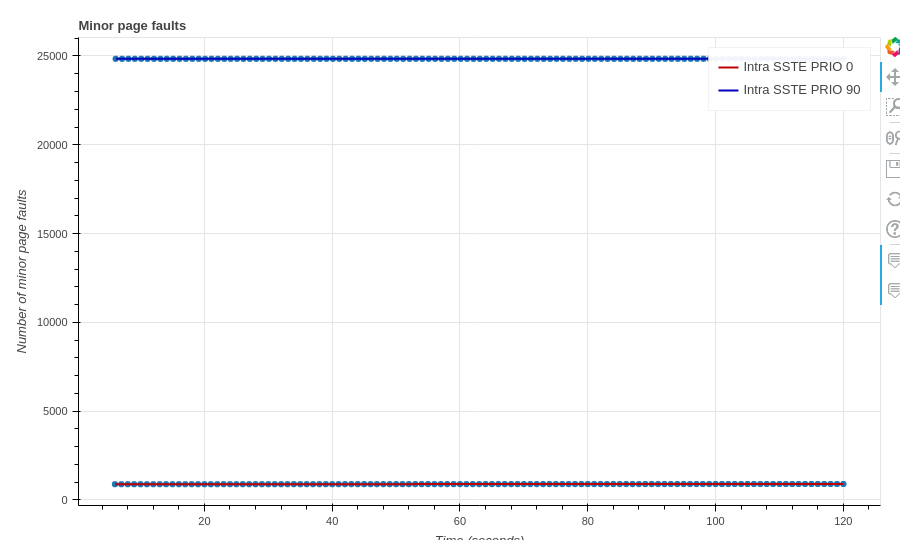 Minor page faults
Intra SSTE PRIO 0
Intra SSTE PRIO 90
Number of minor page faults
25000
20000
15000
10000
5000
0
20 40 60 80 100 120
Time (seconds)